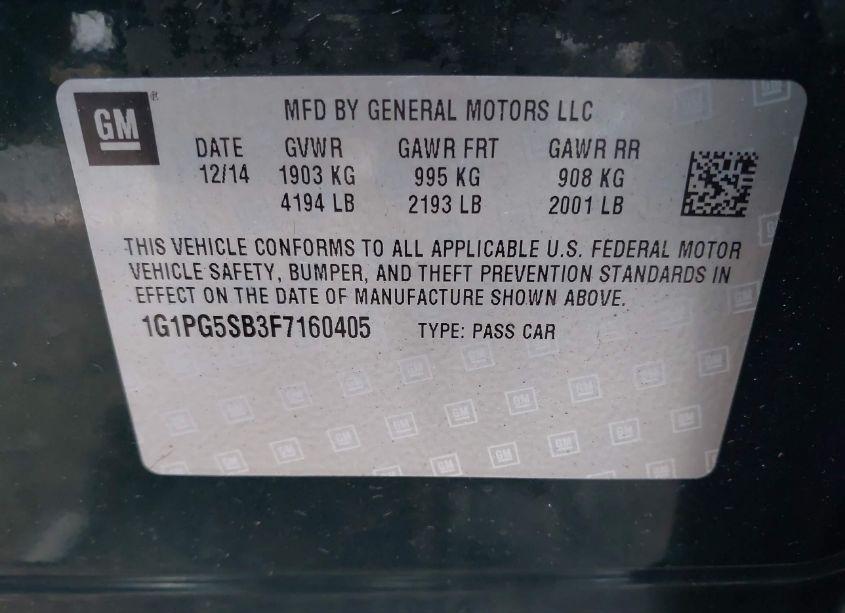 GM ®
MFD BY GENERAL MOTORS LLC
DATE GVWR GAWR FRT GAWR RR
12/14 1903 KG 995 KG 908 KG
4194 LB 2193 LB 2001 LB
THIS VEHICLE CONFORMS TO ALL APPLICABLE U.S. FEDERAL MOTOR
VEHICLE SAFETY, BUMPER, AND THEFT PREVENTION STANDARDS IN
EFFECT ON THE DATE OF MANUFACTURE SHOWN ABOVE.
1G1PG5SB3F7160405 TYPE: PASS CAR